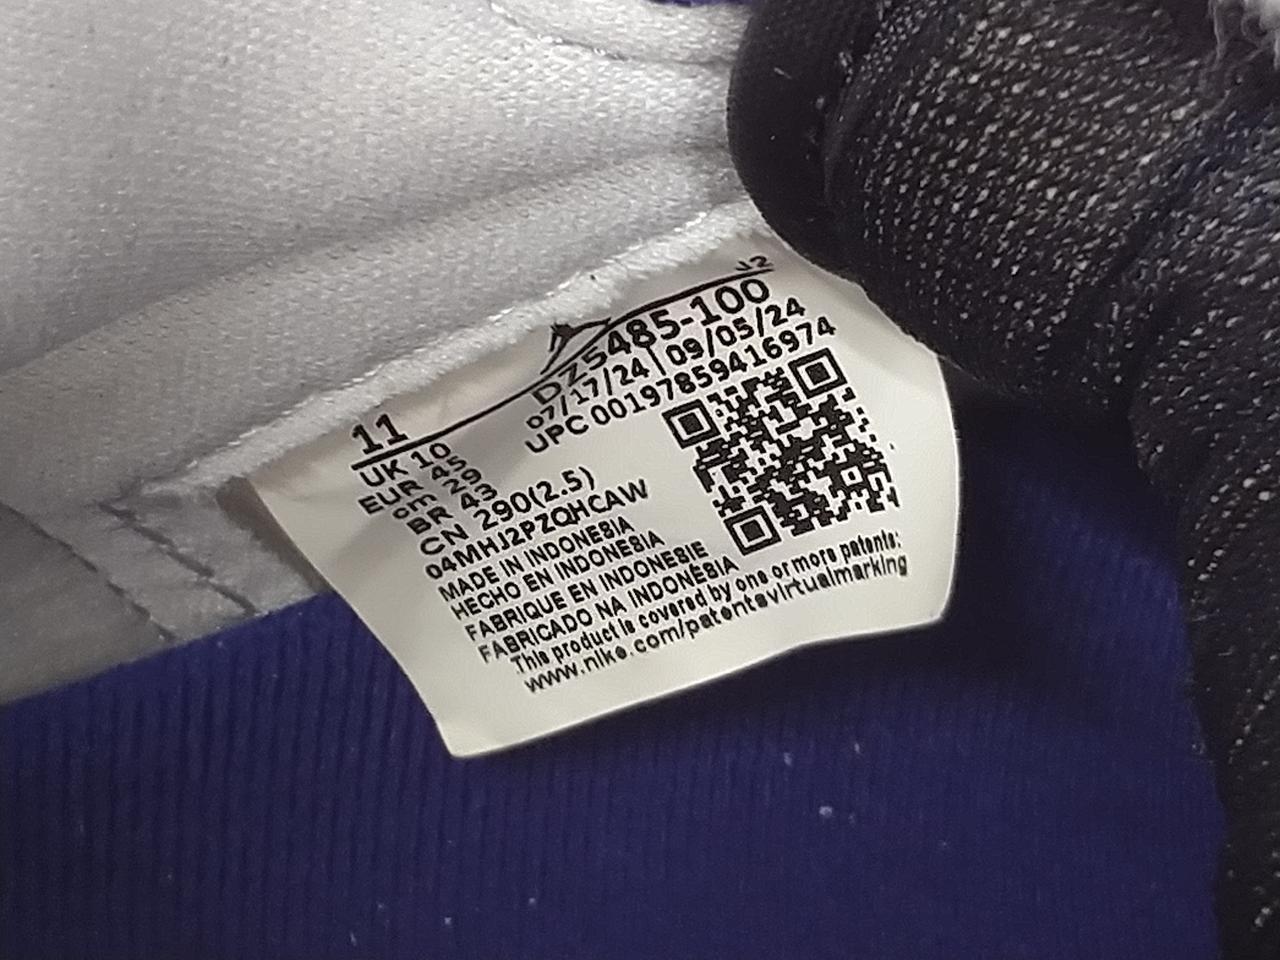 J2
11
DZ5485-100
07/17/24 | 09/05/24
UPC 00197859416974
UK 10
EUR 45
cm 29
BR 43
CN 290(2.5)
04MHJ2PZQHCAW
MADE IN INDONESIA
HECHO EN INDONESIA
FABRIQUE EN INDONESIE
FABRICADO NA INDONÉSIA
This product is covered by one or more patents:
www.nike.com/patentsvirtualmarking